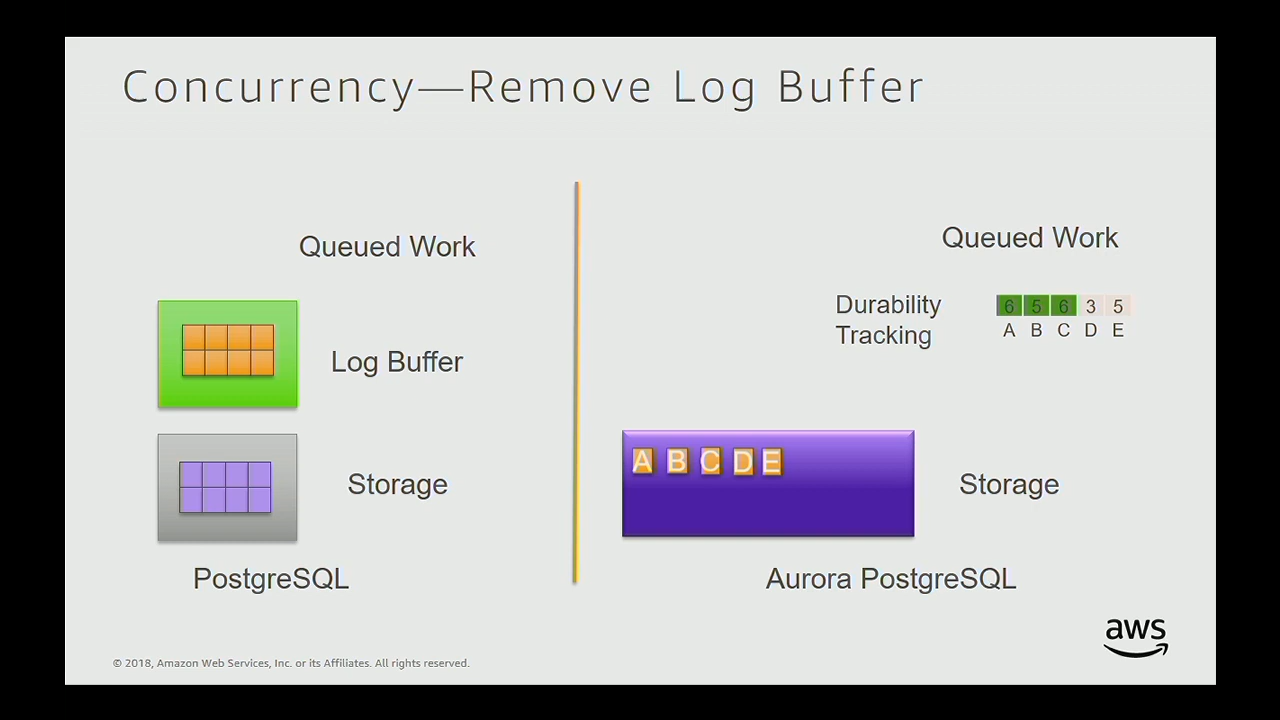 Concurrency—Remove Log Buffer
Queued Work
Log Buffer
Storage
PostgreSQL
Queued Work
Durability
Tracking
6 5 6 3 5
A B C D E
A B C D E
Storage
Aurora PostgreSQL
aws
© 2018, Amazon Web Services, Inc. or its Affiliates. All rights reserved.